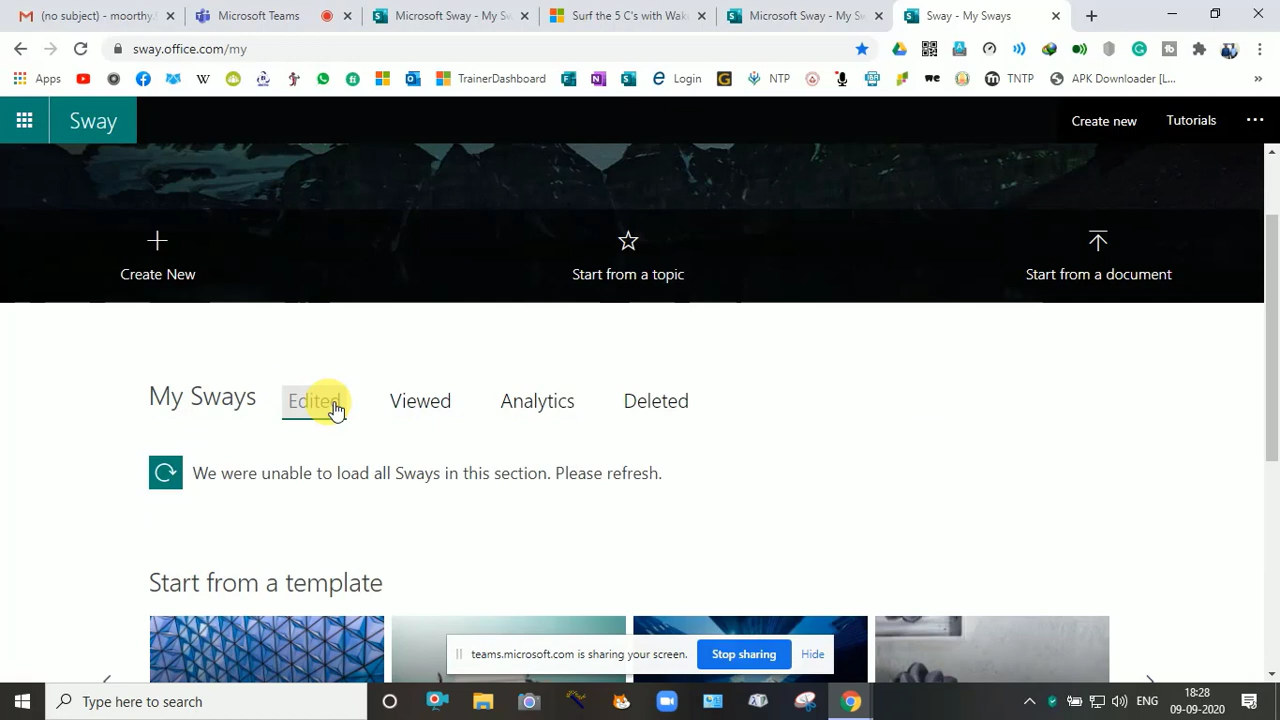 (no subject) - moorthy.
Microsoft Teams
Microsoft Sway - My Sw
Surf the 5 C's with Wak
Microsoft Sway - My Sw
Sway - My Sways
sway.office.com/my
Apps
TrainerDashboard
Login
NTP
TNTP
APK Downloader [L...
Sway
Create new
Tutorials
Create New
Start from a topic
Start from a document
My Sways
Edited
Viewed
Analytics
Deleted
We were unable to load all Sways in this section. Please refresh.
Start from a template
teams.microsoft.com is sharing your screen.
Stop sharing
Hide
Type here to search
ENG
18:28
09-09-2020